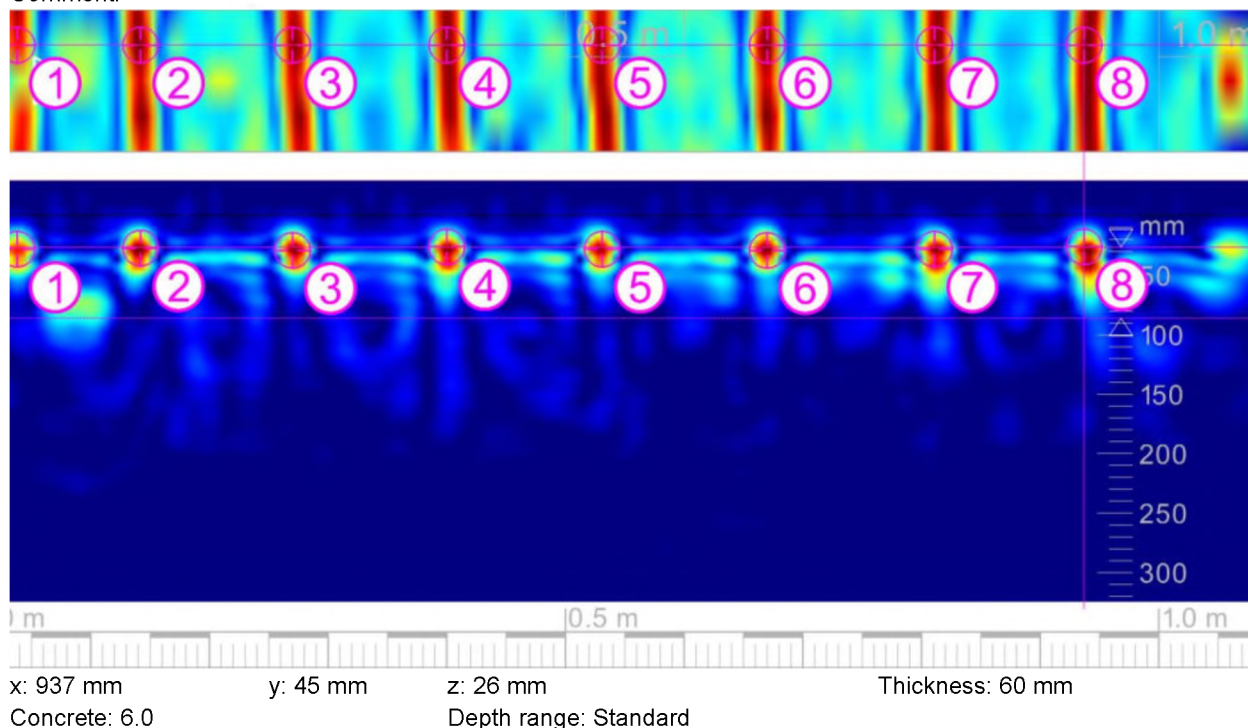 0.5 m 1.0 m
1 2 3 4 5 6 7 8
mm
1 2 3 4 5 6 7 8 50
100
150
200
250
300
0 m 0.5 m 1.0 m
x: 937 mm y: 45 mm z: 26 mm Thickness: 60 mm
Concrete: 6.0 Depth range: Standard